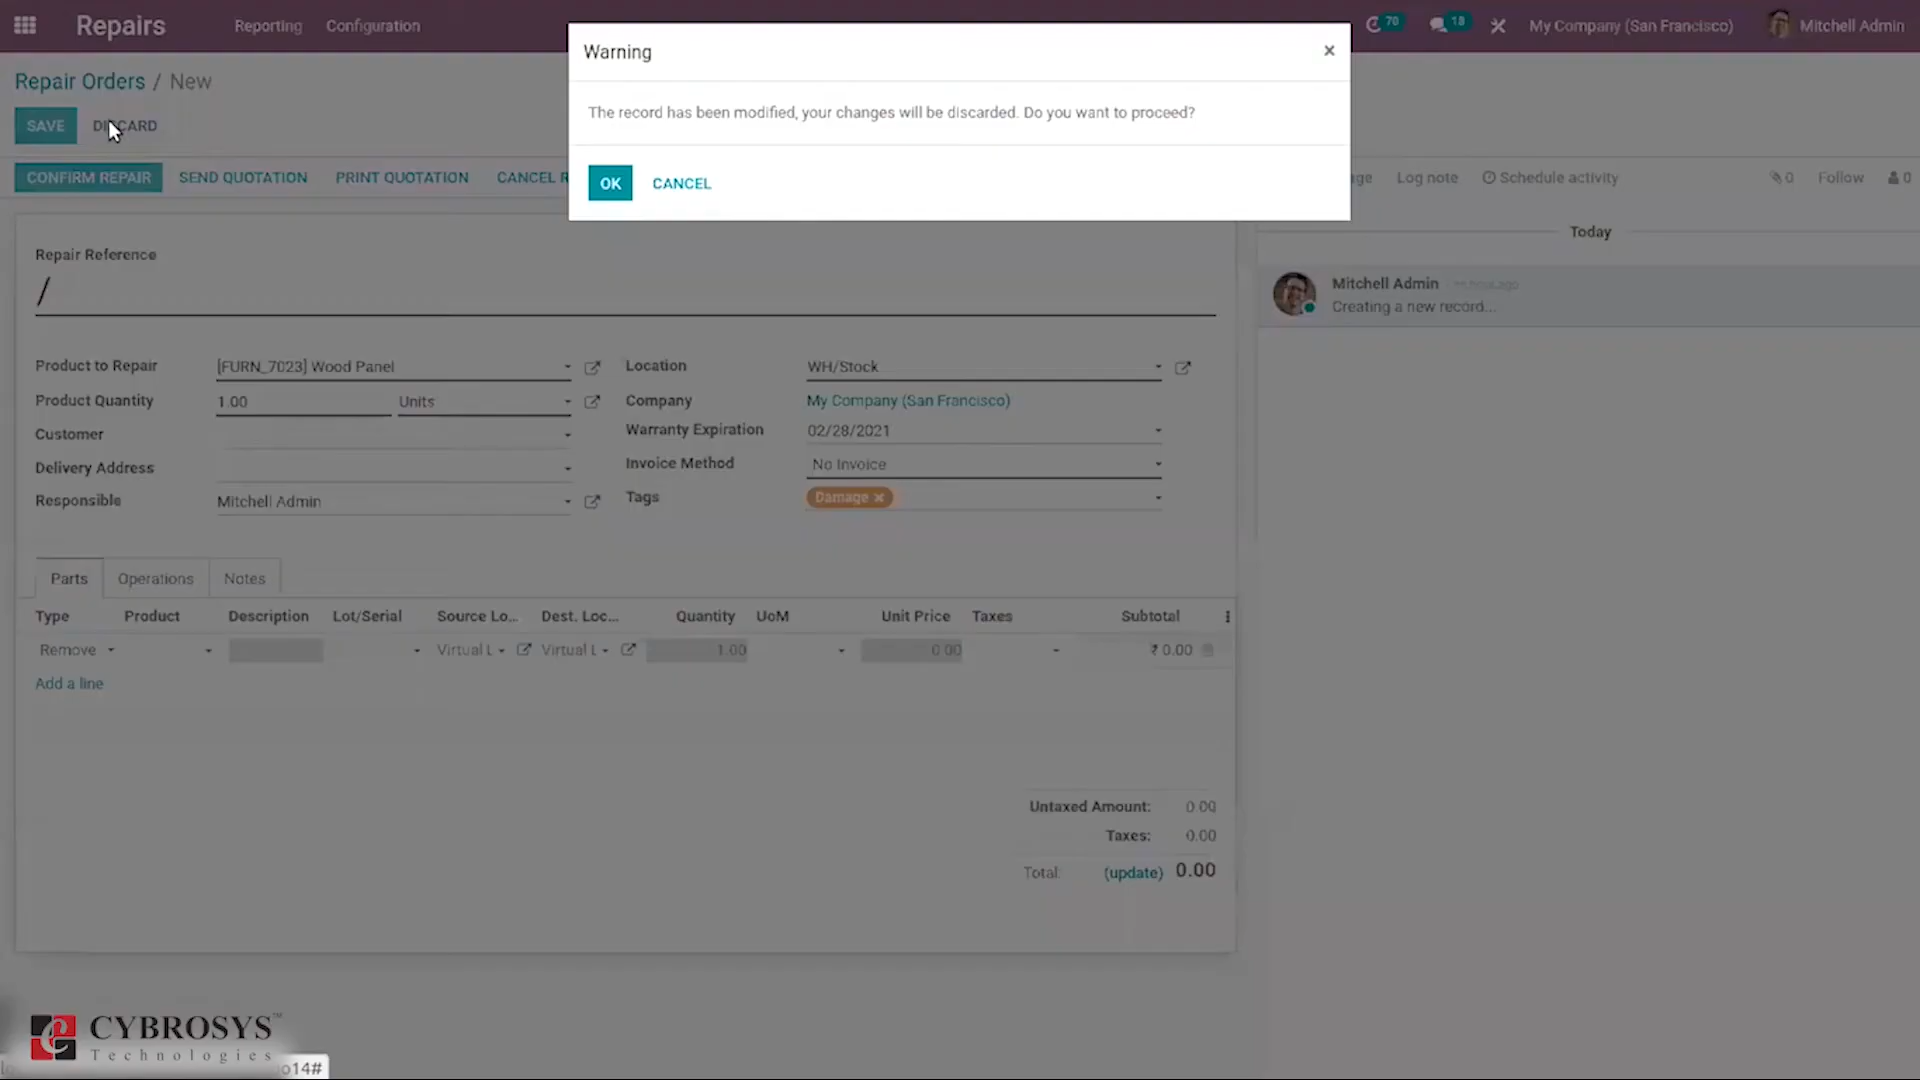 Repairs Reporting Configuration 70 18 My Company (San Francisco) Mitchell Admin
Warning ×
The record has been modified, your changes will be discarded. Do you want to proceed?
OK CANCEL
Repair Orders / New
SAVE DISCARD
CONFIRM REPAIR SEND QUOTATION PRINT QUOTATION CANCEL R
Log note Schedule activity 0 Follow 0
Today
Mitchell Admin - an hour ago
Creating a new record...
Repair Reference
/
Product to Repair [FURN_7023] Wood Panel
Product Quantity 1.00 Units
Customer
Delivery Address
Responsible Mitchell Admin
Location WH/Stock
Company My Company (San Francisco)
Warranty Expiration 02/28/2021
Invoice Method No Invoice
Tags Damage ×
Parts Operations Notes
Type Product Description Lot/Serial Source Lo... Dest. Loc... Quantity UoM Unit Price Taxes Subtotal
Remove Virtual L Virtual L 1.00 0.00 ₹ 0.00
Add a line
Untaxed Amount: 0.00
Taxes: 0.00
Total: (update) 0.00
CYBROSYS™
Technologies
o14#